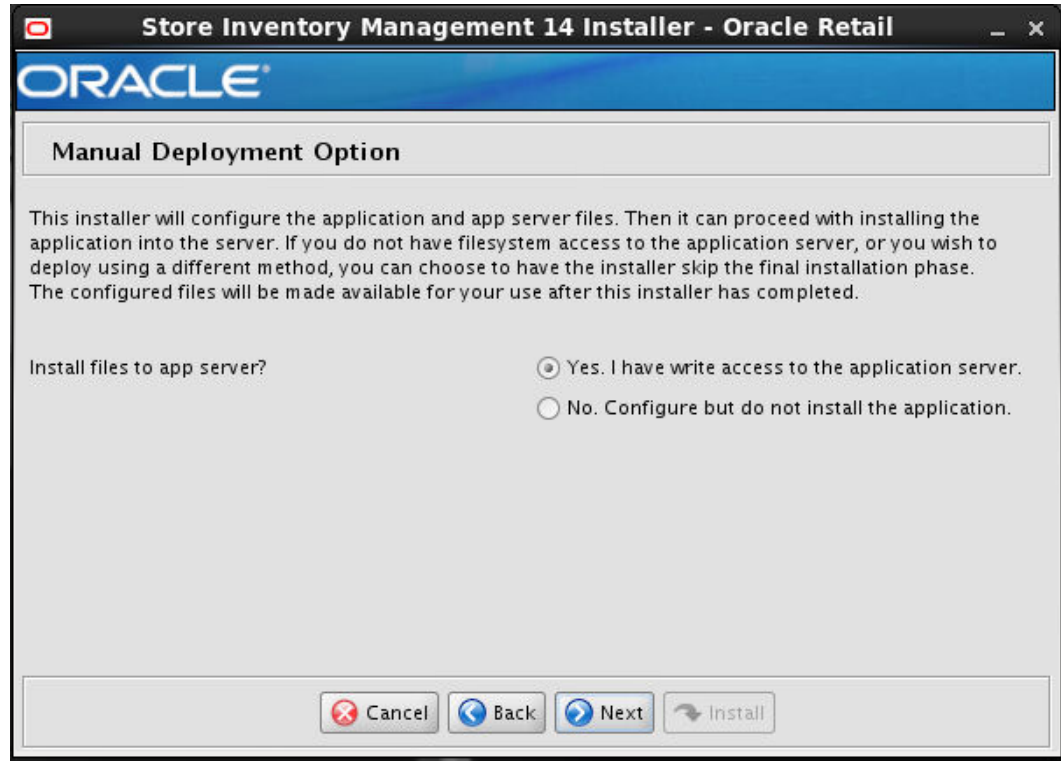 Store Inventory Management 14 Installer - Oracle Retail
ORACLE
Manual Deployment Option
This installer will configure the application and app server files. Then it can proceed with installing the
application into the server. If you do not have filesystem access to the application server, or you wish to
deploy using a different method, you can choose to have the installer skip the final installation phase.
The configured files will be made available for your use after this installer has completed.
Install files to app server?
Yes. I have write access to the application server.
No. Configure but do not install the application.
Cancel Back Next Install